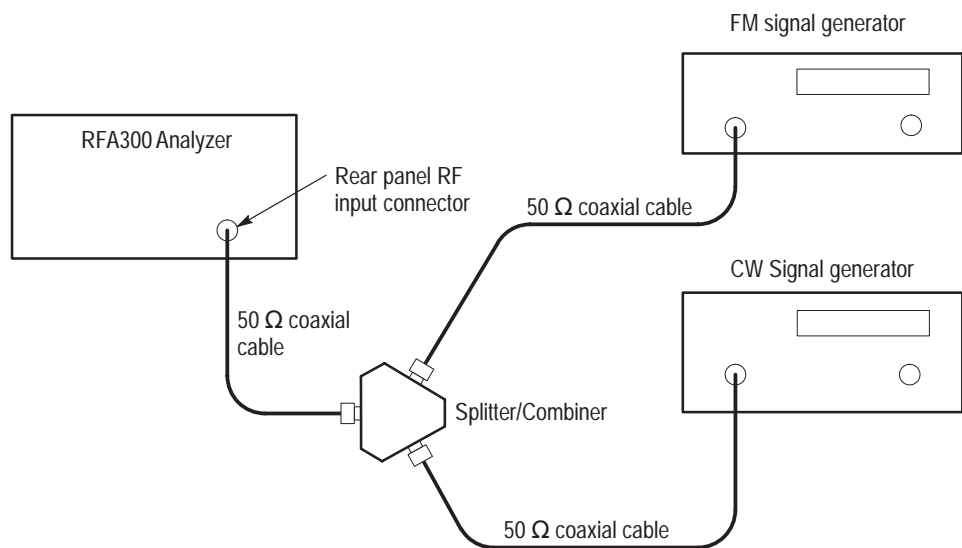 FM signal generator
RFA300 Analyzer
Rear panel RF
input connector
50 Ω coaxial cable
CW Signal generator
50 Ω coaxial
cable
Splitter/Combiner
50 Ω coaxial cable